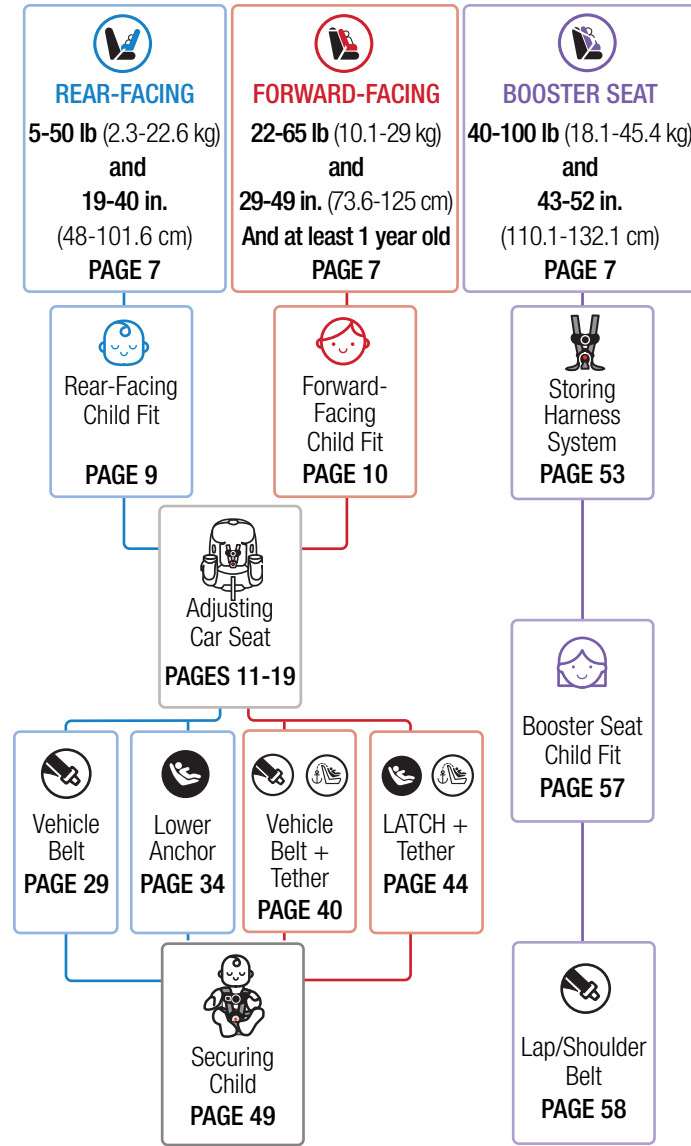 REAR-FACING
5-50 lb (2.3-22.6 kg)
and
19-40 in.
(48-101.6 cm)
PAGE 7
FORWARD-FACING
22-65 lb (10.1-29 kg)
and
29-49 in. (73.6-125 cm)
And at least 1 year old
PAGE 7
BOOSTER SEAT
40-100 lb (18.1-45.4 kg)
and
43-52 in.
(110.1-132.1 cm)
PAGE 7
Rear-Facing
Child Fit
PAGE 9
Forward-
Facing
Child Fit
PAGE 10
Storing
Harness
System
PAGE 53
Adjusting
Car Seat
PAGES 11-19
Booster Seat
Child Fit
PAGE 57
Vehicle
Belt
PAGE 29
Lower
Anchor
PAGE 34
Vehicle
Belt +
Tether
PAGE 40
LATCH +
Tether
PAGE 44
Securing
Child
PAGE 49
Lap/Shoulder
Belt
PAGE 58